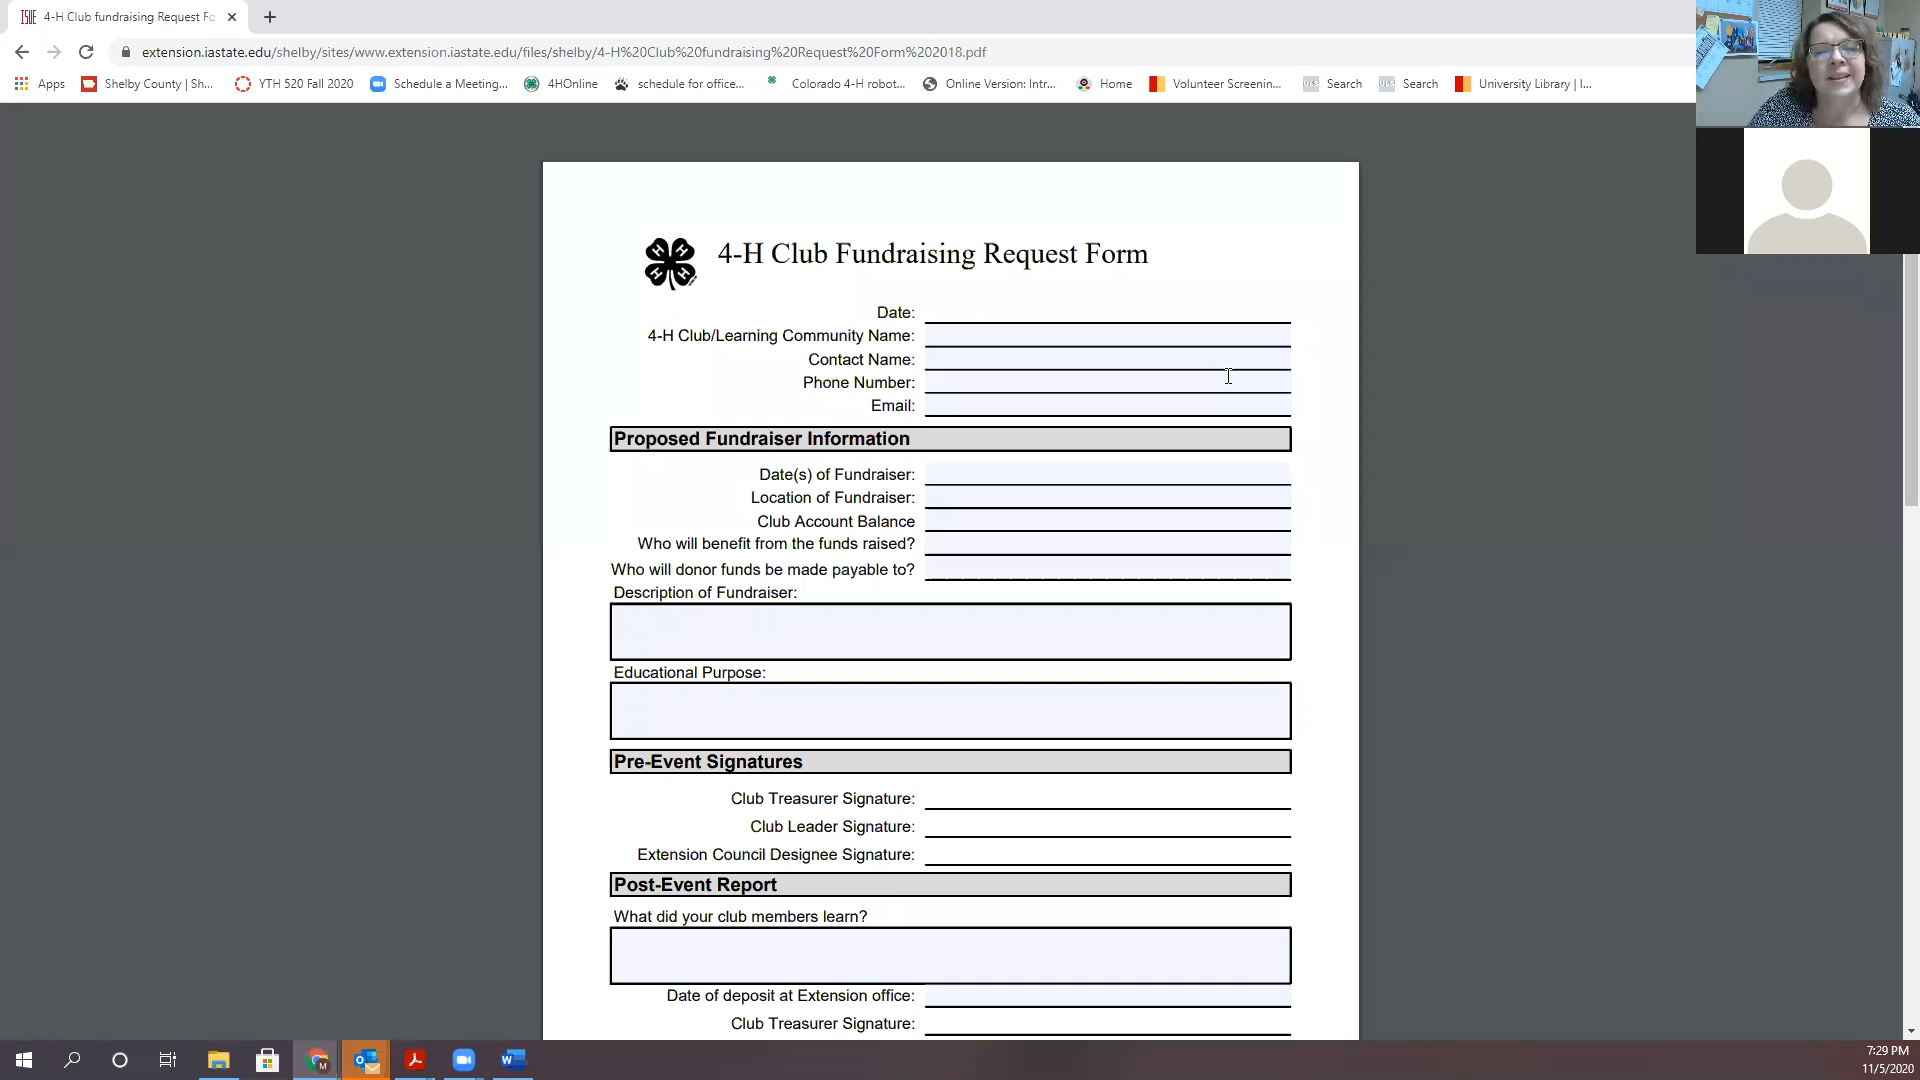 4-H Club fundraising Request Fo
extension.iastate.edu/shelby/sites/www.extension.iastate.edu/files/shelby/4-H%20Club%20fundraising%20Request%20Form%202018.pdf
Apps Shelby County | Sh... YTH 520 Fall 2020 Schedule a Meeting... 4HOnline schedule for office... Colorado 4-H robot... Online Version: Intr... Home Volunteer Screenin... Search Search University Library | I...
4-H Club Fundraising Request Form
Date:
4-H Club/Learning Community Name:
Contact Name:
Phone Number:
Email:
Proposed Fundraiser Information
Date(s) of Fundraiser:
Location of Fundraiser:
Club Account Balance
Who will benefit from the funds raised?
Who will donor funds be made payable to?
Description of Fundraiser:
Educational Purpose:
Pre-Event Signatures
Club Treasurer Signature:
Club Leader Signature:
Extension Council Designee Signature:
Post-Event Report
What did your club members learn?
Date of deposit at Extension office:
Club Treasurer Signature:
7:29 PM
11/5/2020